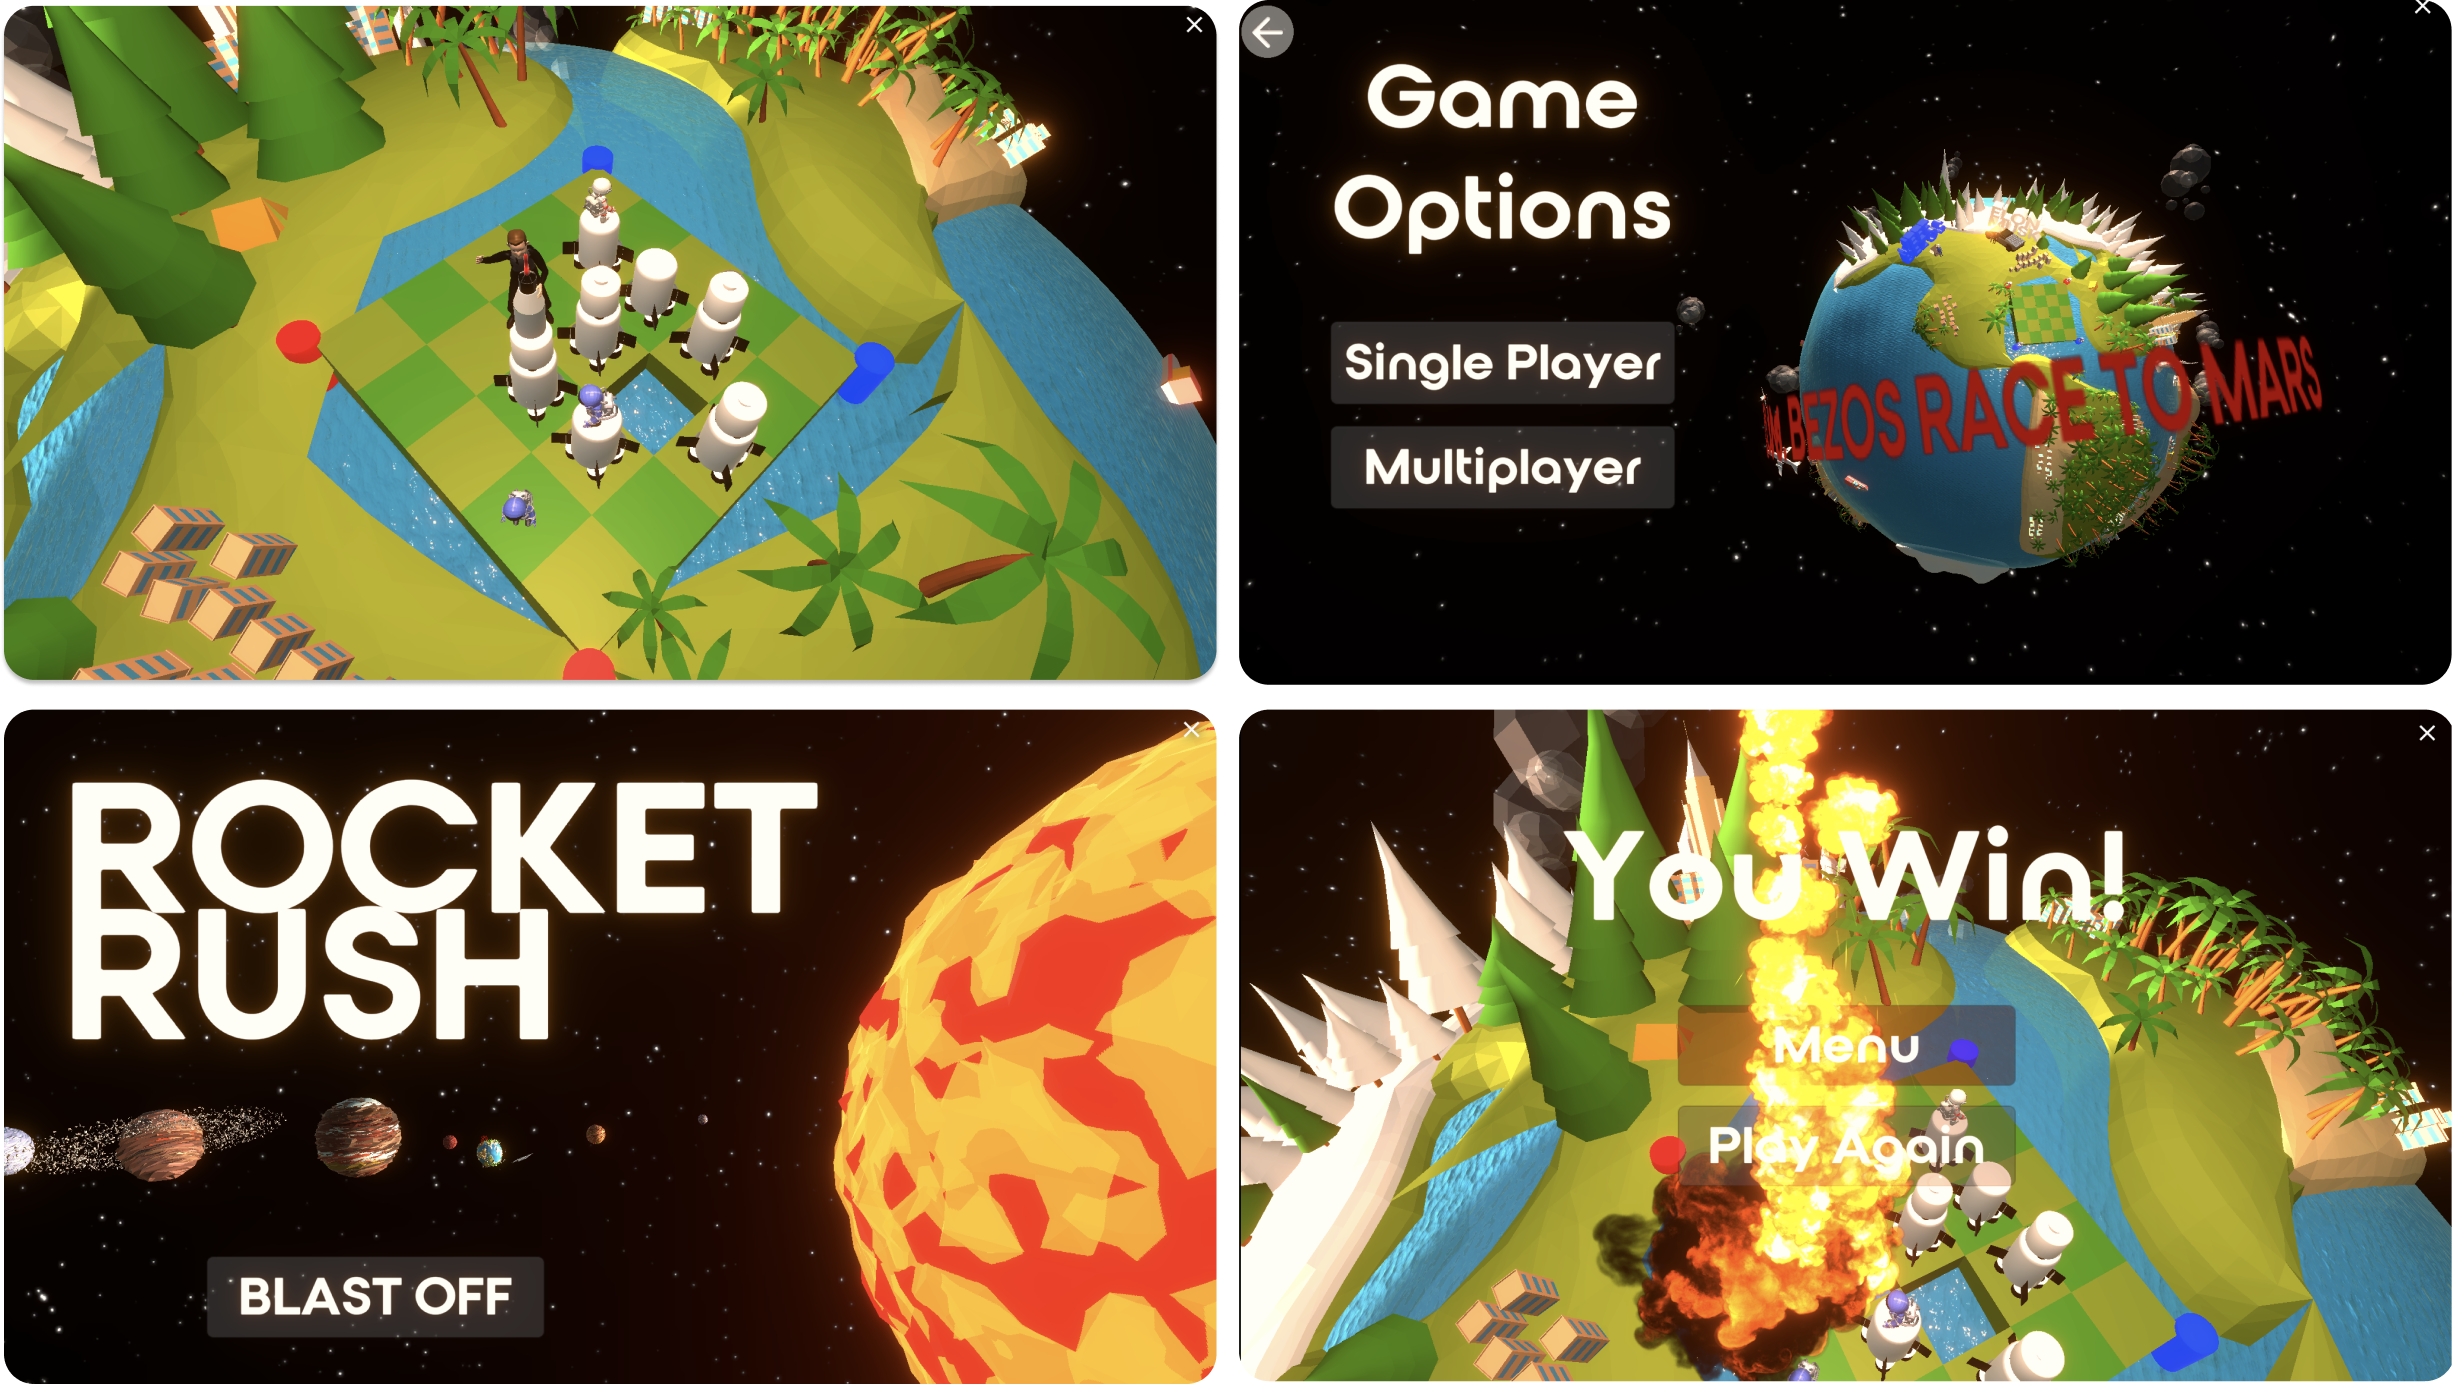 Game
Options
Single Player
Multiplayer
BEZOS RACE TO MARS
ROCKET
RUSH
BLAST OFF
You Win!
Menu
Play Again